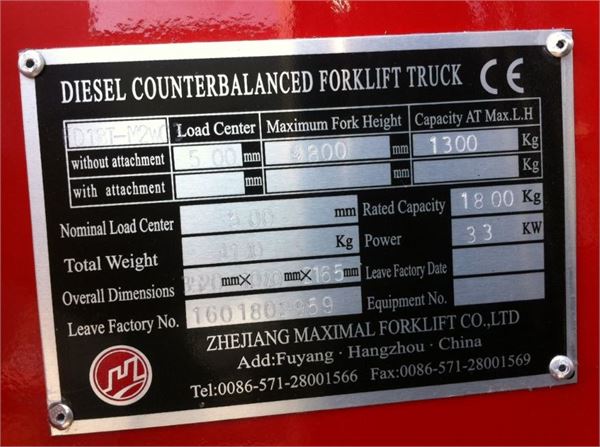 DIESEL COUNTERBALANCED FORKLIFT TRUCK CE
Load Center Maximum Fork Height Capacity AT Max.L.H
without attachment 500 mm 4800 mm 1300 Kg
with attachment mm mm Kg
Nominal Load Center 500 mm Rated Capacity 1800 Kg
Total Weight Kg Power 33 KW
Overall Dimensions mm× mm× mm Leave Factory Date
Leave Factory No. Equipment No.
ZHEJIANG MAXIMAL FORKLIFT CO.,LTD
Add:Fuyang · Hangzhou · China
Tel:0086-571-28001566 Fax:0086-571-28001569